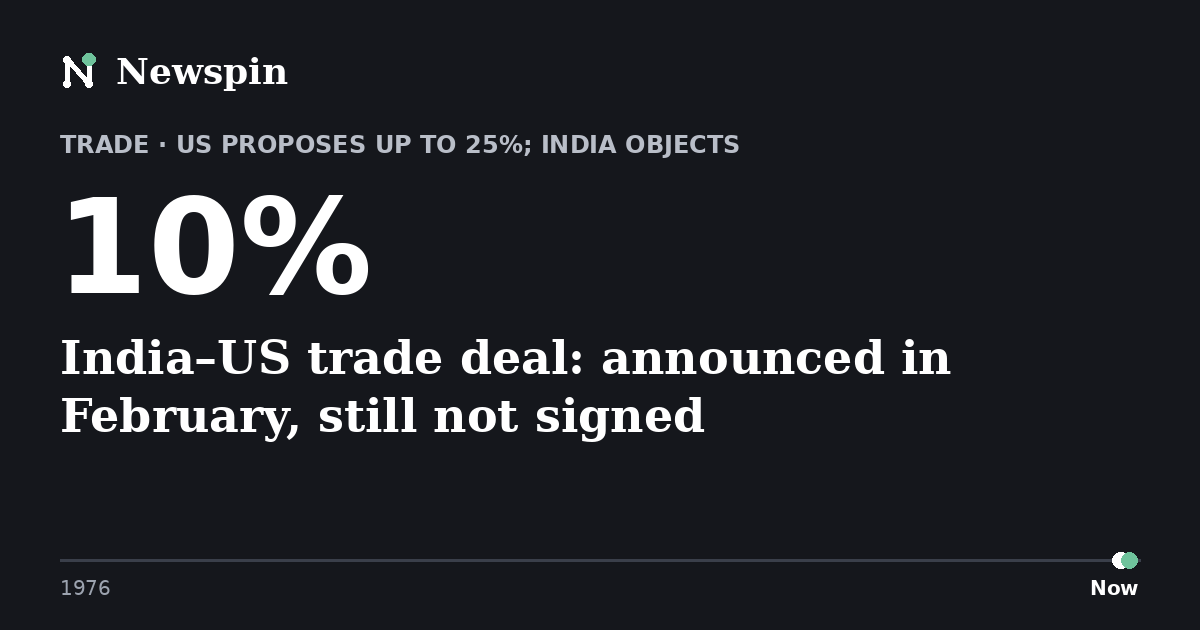 Newspin
TRADE · US PROPOSES UP TO 25%; INDIA OBJECTS
10%
India–US trade deal: announced in
February, still not signed
1976
Now